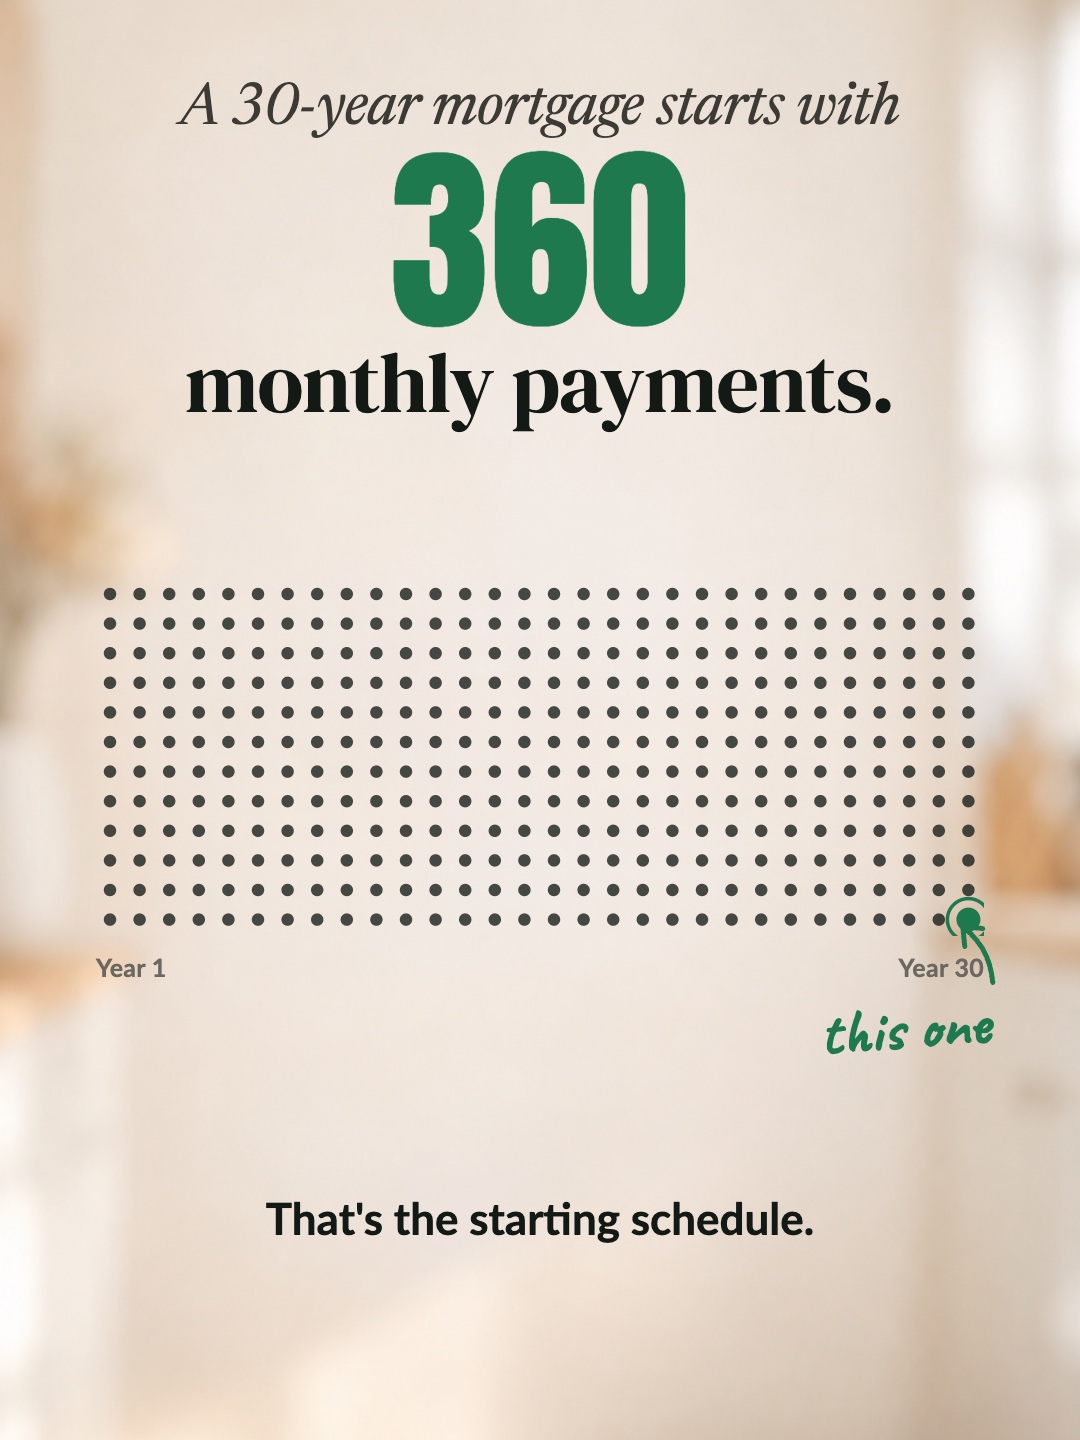 A 30-year mortgage starts with
360
monthly payments.
Year 1
Year 30
this one
That's the starting schedule.